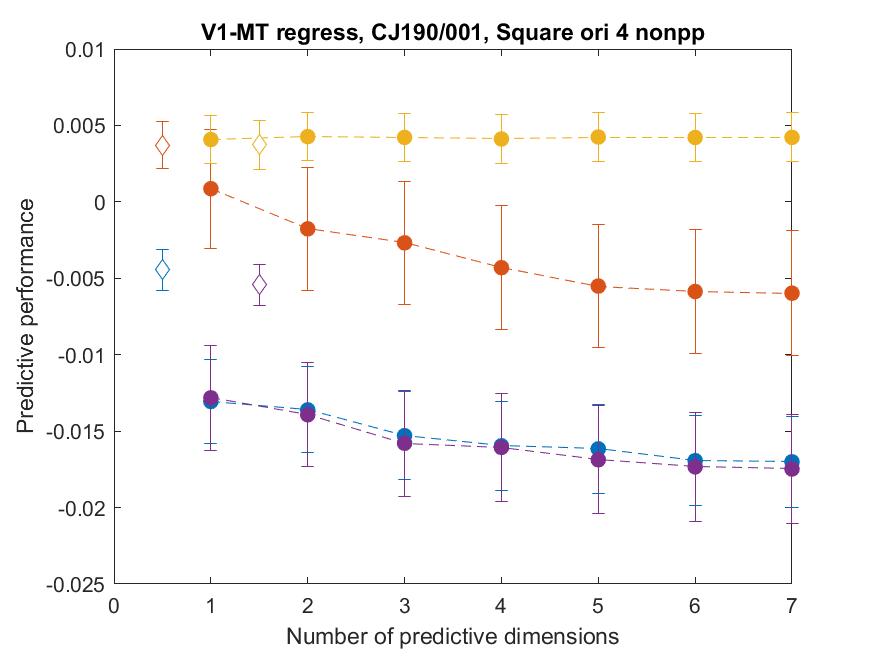 V1-MT regress, CJ190/001, Square ori 4 nonpp
0.01
0.005
0
-0.005
-0.01
-0.015
-0.02
-0.025
Predictive performance
0 1 2 3 4 5 6 7
Number of predictive dimensions